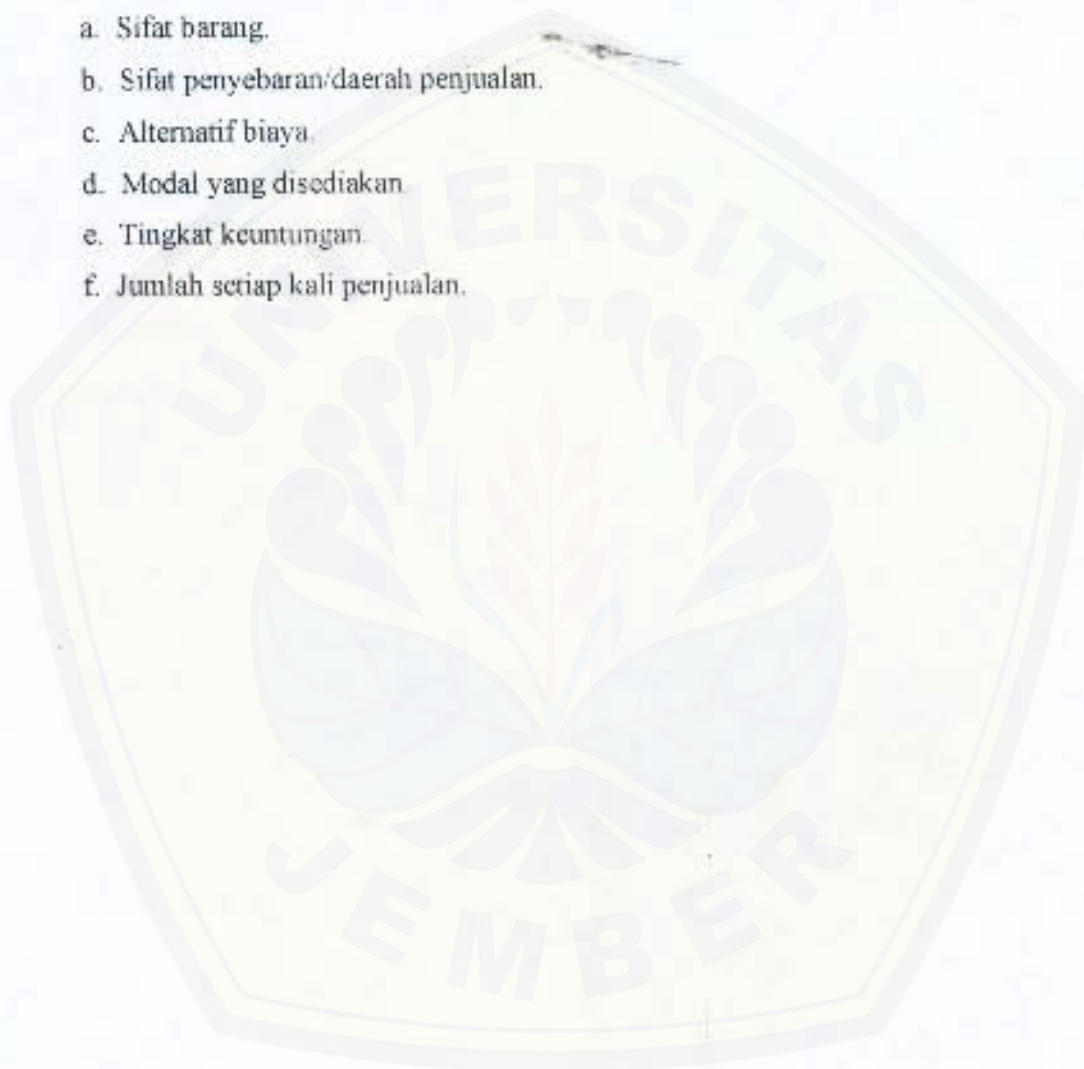 a. Sifat barang.
b. Sifat penyebaran/daerah penjualan.
c. Alternatif biaya.
d. Modal yang disediakan.
e. Tingkat keuntungan.
f. Jumlah setiap kali penjualan.
UNIVERSITAS
JEMBER